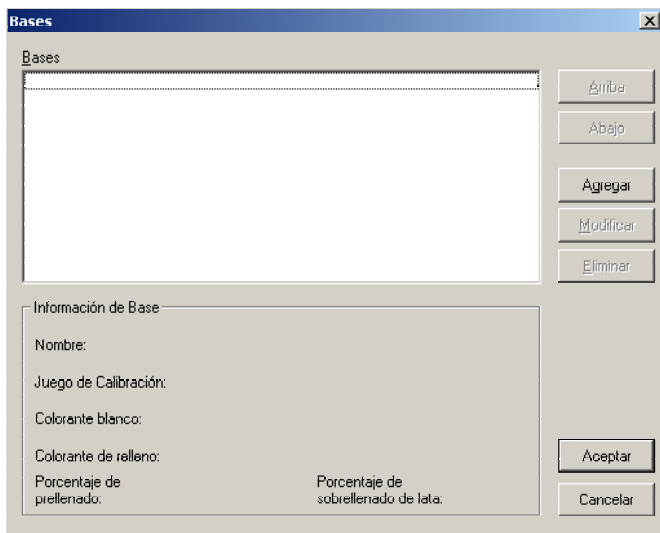 Bases
Bases
Arriba
Abajo
Agregar
Modificar
Eliminar
Información de Base
Nombre:
Juego de Calibración:
Colorante blanco:
Colorante de relleno:
Porcentaje de
prellenado:
Porcentaje de
sobrellenado de lata:
Aceptar
Cancelar